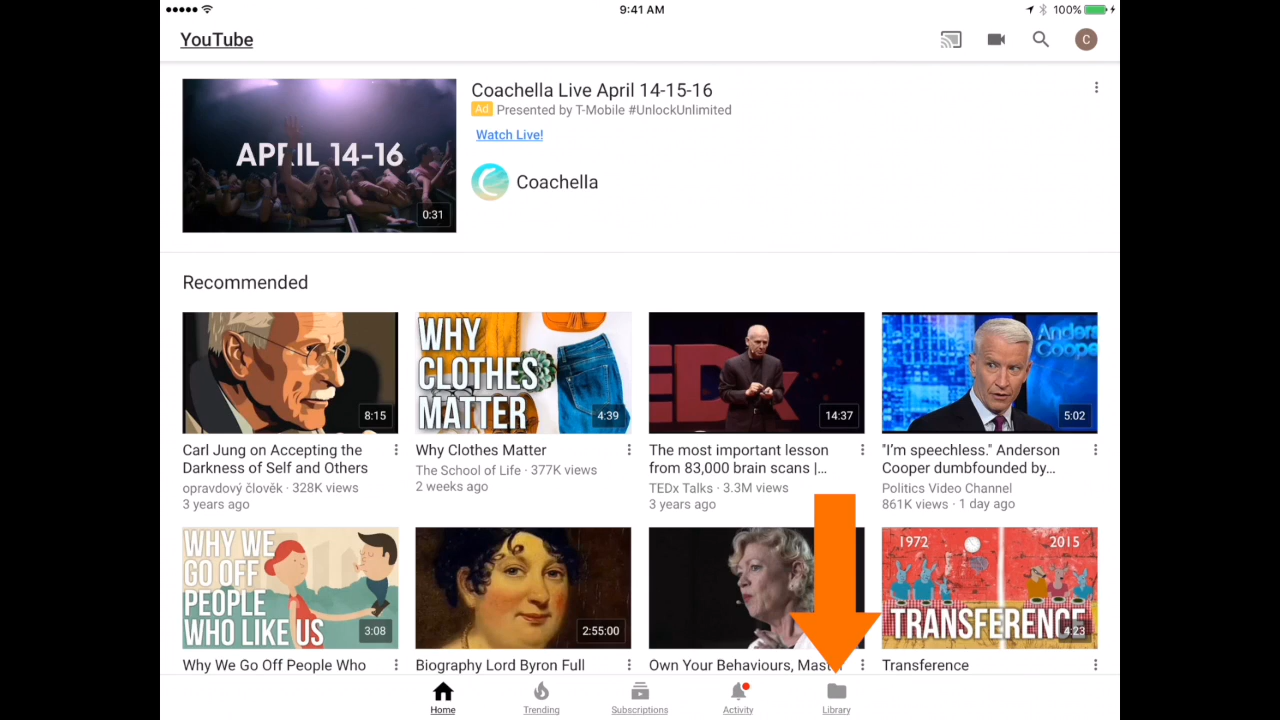 9:41 AM
100%
YouTube
C
APRIL 14-16
0:31
Coachella Live April 14-15-16
Ad Presented by T-Mobile #UnlockUnlimited
Watch Live!
Coachella
Recommended
8:15
Carl Jung on Accepting the
Darkness of Self and Others
opravdový člověk · 328K views
3 years ago
WHY
CLOTHES
MATTER
4:39
Why Clothes Matter
The School of Life · 377K views
2 weeks ago
TEDx
14:37
The most important lesson
from 83,000 brain scans |...
TEDx Talks · 3.3M views
3 years ago
Anderson
Cooper
5:02
"I'm speechless." Anderson
Cooper dumbfounded by...
Politics Video Channel
861K views · 1 day ago
WHY WE
GO OFF
PEOPLE
WHO LIKE US
3:08
Why We Go Off People Who
2:55:00
Biography Lord Byron Full
Own Your Behaviours,
1972
2015
TRANSFERENCE
4:23
Transference
Home
Trending
Subscriptions
Activity
Library